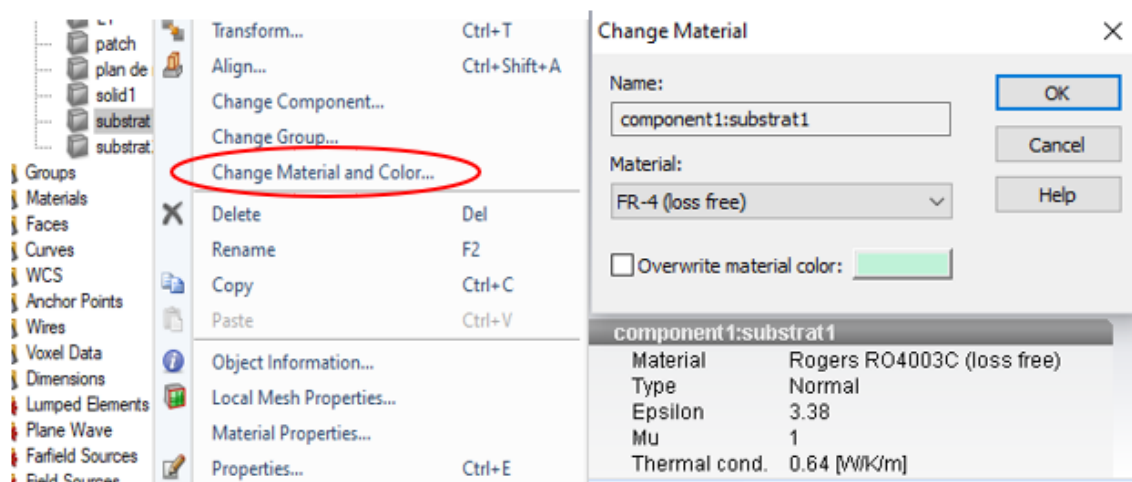 patch
plan de
solid1
substrat
substrat.
Groups
Materials
Faces
Curves
WCS
Anchor Points
Wires
Voxel Data
Dimensions
Lumped Elements
Plane Wave
Farfield Sources
Field Sources
Transform... Ctrl+T
Align... Ctrl+Shift+A
Change Component...
Change Group...
Change Material and Color...
Delete Del
Rename F2
Copy Ctrl+C
Paste Ctrl+V
Object Information...
Local Mesh Properties...
Material Properties...
Properties... Ctrl+E
Change Material
Name:
component1:substrat1
Material:
FR-4 (loss free)
Overwrite material color:
OK
Cancel
Help
component1:substrat1
Material Rogers RO4003C (loss free)
Type Normal
Epsilon 3.38
Mu 1
Thermal cond. 0.64 [W/K/m]